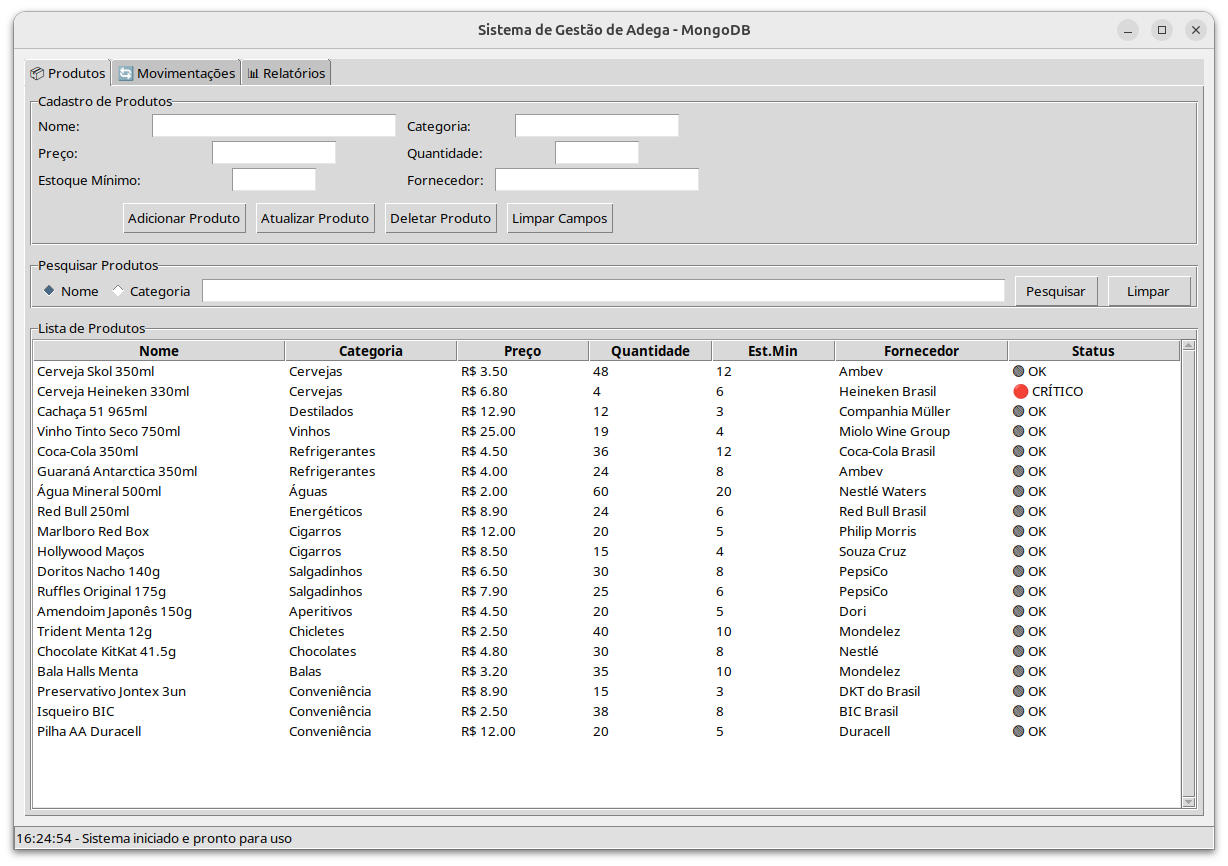 Sistema de Gestão de Adega - MongoDB
Produtos Movimentações Relatórios
Cadastro de Produtos
Nome: Categoria:
Preço: Quantidade:
Estoque Mínimo: Fornecedor:
Adicionar Produto Atualizar Produto Deletar Produto Limpar Campos
Pesquisar Produtos
Nome Categoria Pesquisar Limpar
Lista de Produtos
Nome Categoria Preço Quantidade Est.Min Fornecedor Status
Cerveja Skol 350ml Cervejas R$ 3.50 48 12 Ambev OK
Cerveja Heineken 330ml Cervejas R$ 6.80 4 6 Heineken Brasil CRÍTICO
Cachaça 51 965ml Destilados R$ 12.90 12 3 Companhia Müller OK
Vinho Tinto Seco 750ml Vinhos R$ 25.00 19 4 Miolo Wine Group OK
Coca-Cola 350ml Refrigerantes R$ 4.50 36 12 Coca-Cola Brasil OK
Guaraná Antarctica 350ml Refrigerantes R$ 4.00 24 8 Ambev OK
Água Mineral 500ml Águas R$ 2.00 60 20 Nestlé Waters OK
Red Bull 250ml Energéticos R$ 8.90 24 6 Red Bull Brasil OK
Marlboro Red Box Cigarros R$ 12.00 20 5 Philip Morris OK
Hollywood Maços Cigarros R$ 8.50 15 4 Souza Cruz OK
Doritos Nacho 140g Salgadinhos R$ 6.50 30 8 PepsiCo OK
Ruffles Original 175g Salgadinhos R$ 7.90 25 6 PepsiCo OK
Amendoim Japonês 150g Aperitivos R$ 4.50 20 5 Dori OK
Trident Menta 12g Chicletes R$ 2.50 40 10 Mondelez OK
Chocolate KitKat 41.5g Chocolates R$ 4.80 30 8 Nestlé OK
Bala Halls Menta Balas R$ 3.20 35 10 Mondelez OK
Preservativo Jontex 3un Conveniência R$ 8.90 15 3 DKT do Brasil OK
Isqueiro BIC Conveniência R$ 2.50 38 8 BIC Brasil OK
Pilha AA Duracell Conveniência R$ 12.00 20 5 Duracell OK
16:24:54 - Sistema iniciado e pronto para uso